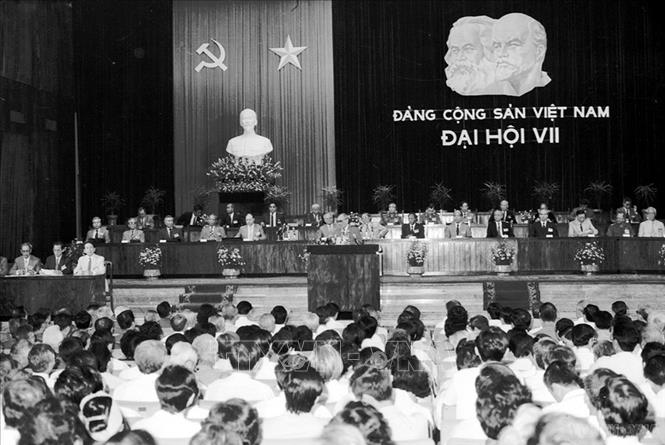 ĐẢNG CỘNG SẢN VIỆT NAM
ĐẠI HỘI VII